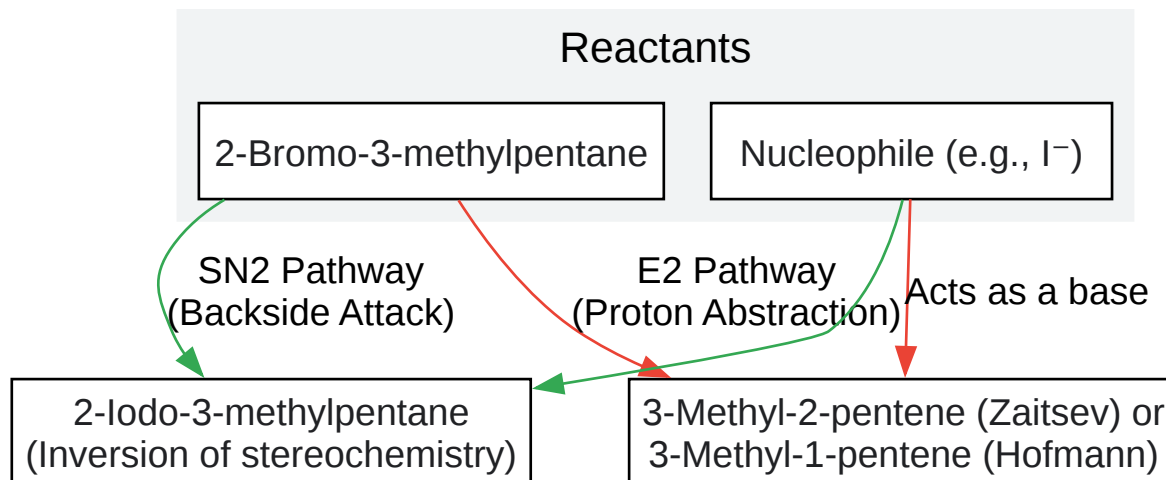 Reactants
2-Bromo-3-methylpentane
Nucleophile (e.g., I⁻)
SN2 Pathway
(Backside Attack)
E2 Pathway
(Proton Abstraction)
Acts as a base
2-Iodo-3-methylpentane
(Inversion of stereochemistry)
3-Methyl-2-pentene (Zaitsev) or
3-Methyl-1-pentene (Hofmann)